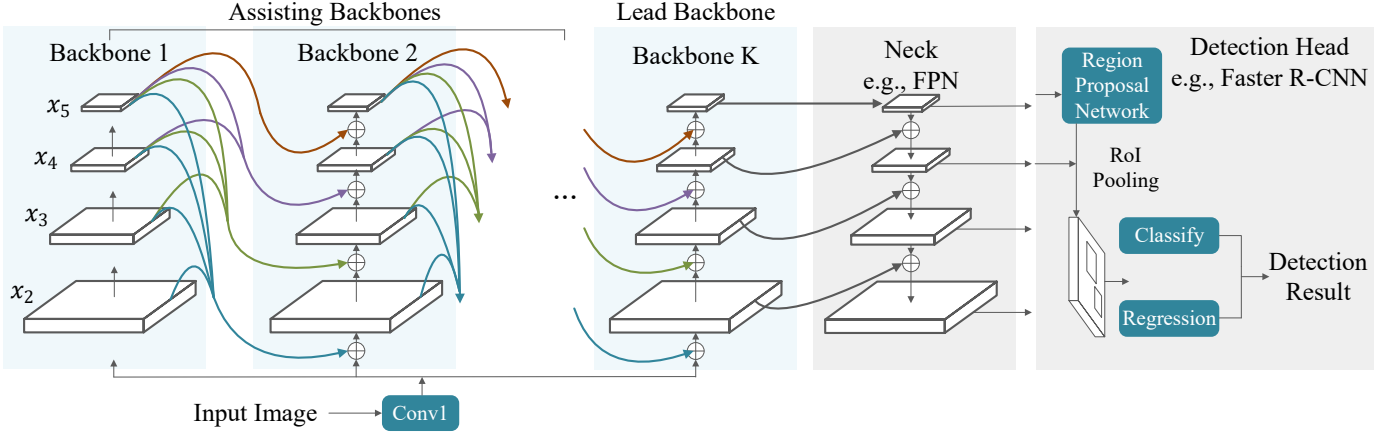 Assisting Backbones
Lead Backbone
Backbone 1
Backbone 2
Backbone K
Neck
e.g., FPN
Detection Head
e.g., Faster R-CNN
x5
x4
x3
x2
...
Region
Proposal
Network
RoI
Pooling
Classify
Regression
Detection
Result
Input Image
Conv1